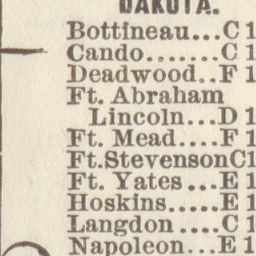 DAKOTA.
Bottineau...C 1
Cando.......C 1
Deadwood..F 1
Ft. Abraham
Lincoln...D 1
Ft. Mead....F 1
Ft.StevensonC1
Ft. Yates...E 1
Hoskins.....E 1
Langdon ....C 1
Napoleon...E 1